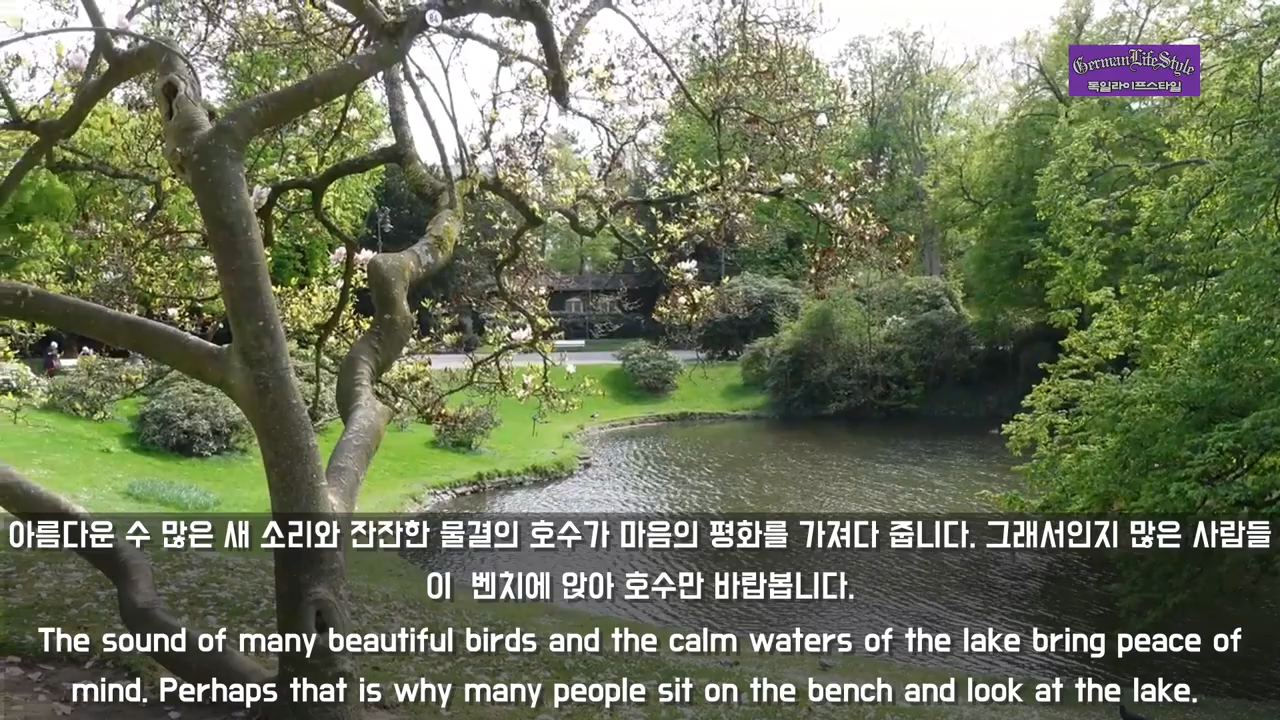 84
GermanLifeStyle
독일라이프스타일
아름다운 수 많은 새 소리와 잔잔한 물결의 호수가 마음의 평화를 가져다 줍니다. 그래서인지 많은 사람들
이 벤치에 앉아 호수만 바랍봅니다.
The sound of many beautiful birds and the calm waters of the lake bring peace of
mind. Perhaps that is why many people sit on the bench and look at the lake.